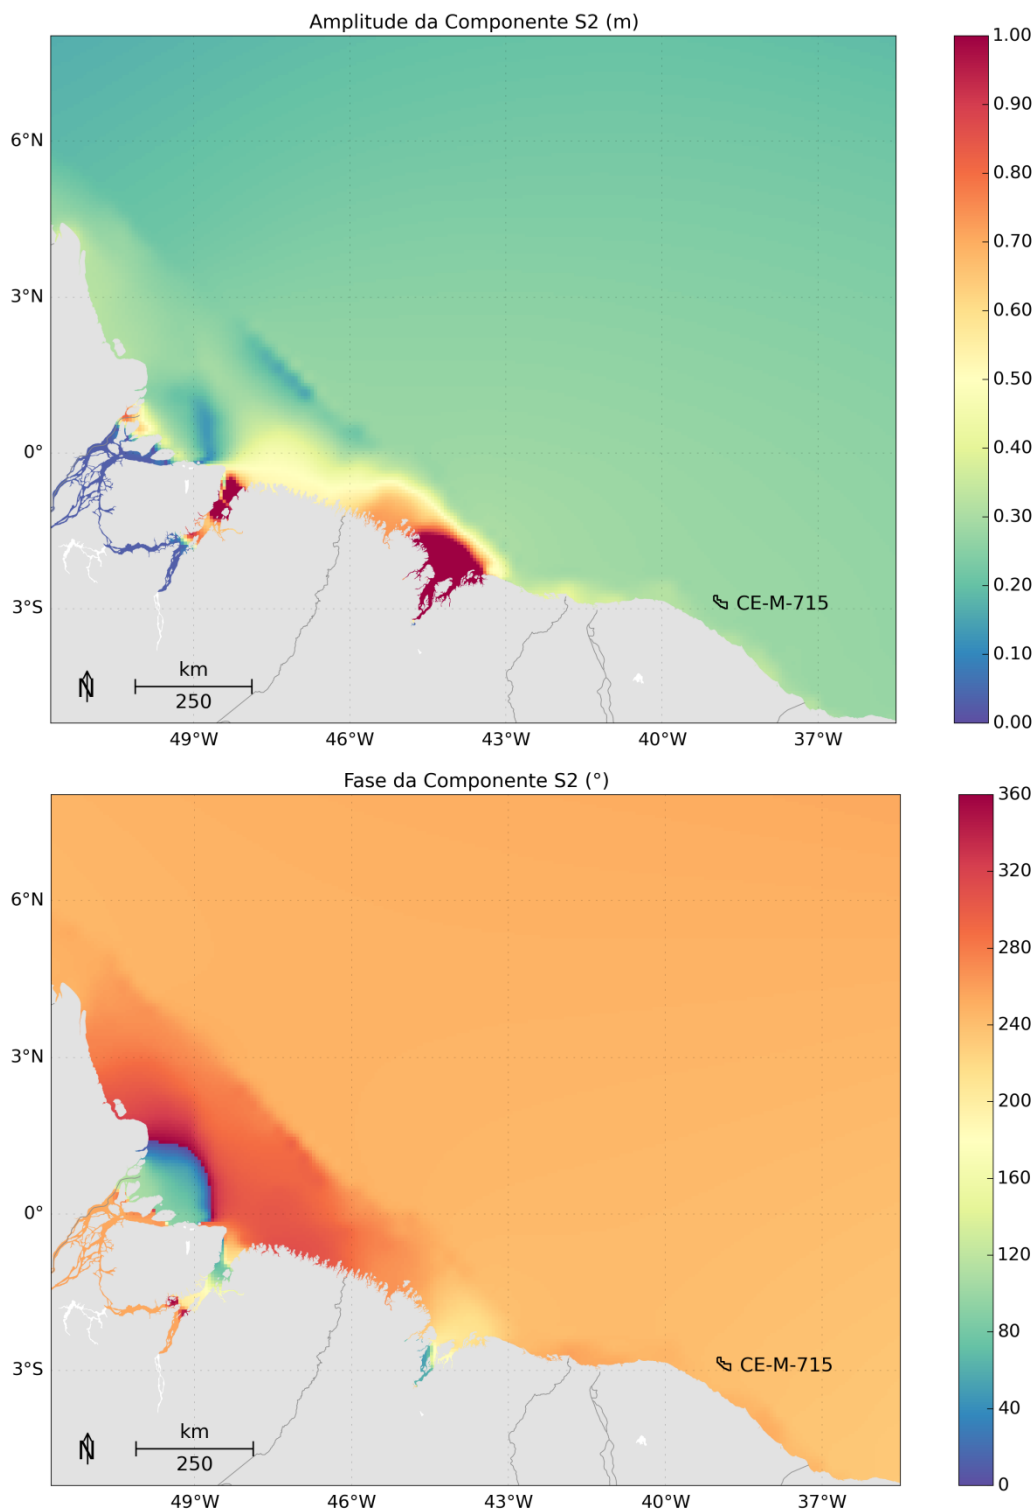 Amplitude da Componente S2 (m)
6°N
3°N
0°
3°S
CE-M-715
N
km
250
49°W
46°W
43°W
40°W
37°W
1.00
0.90
0.80
0.70
0.60
0.50
0.40
0.30
0.20
0.10
0.00
Fase da Componente S2 (°)
6°N
3°N
0°
3°S
CE-M-715
N
km
250
49°W
46°W
43°W
40°W
37°W
360
320
280
240
200
160
120
80
40
0